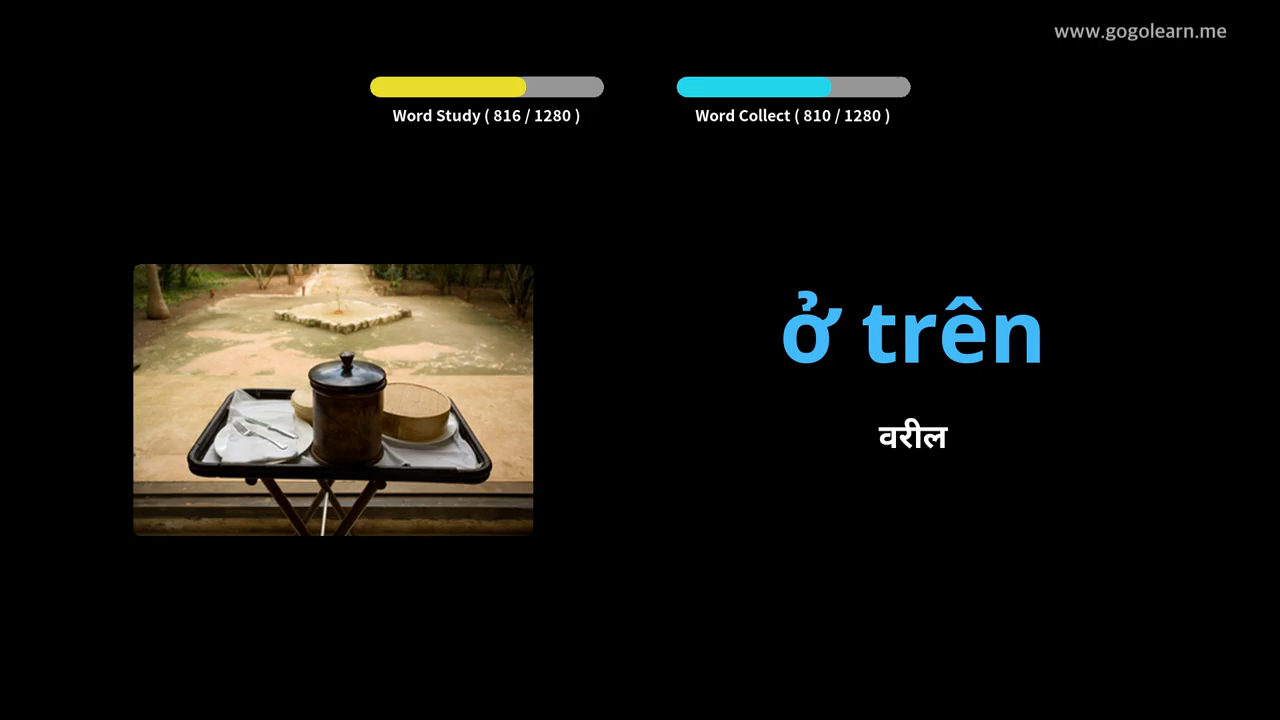 www.gogolearn.me
Word Study ( 816 / 1280 )
Word Collect ( 810 / 1280 )
ở trên
वरील